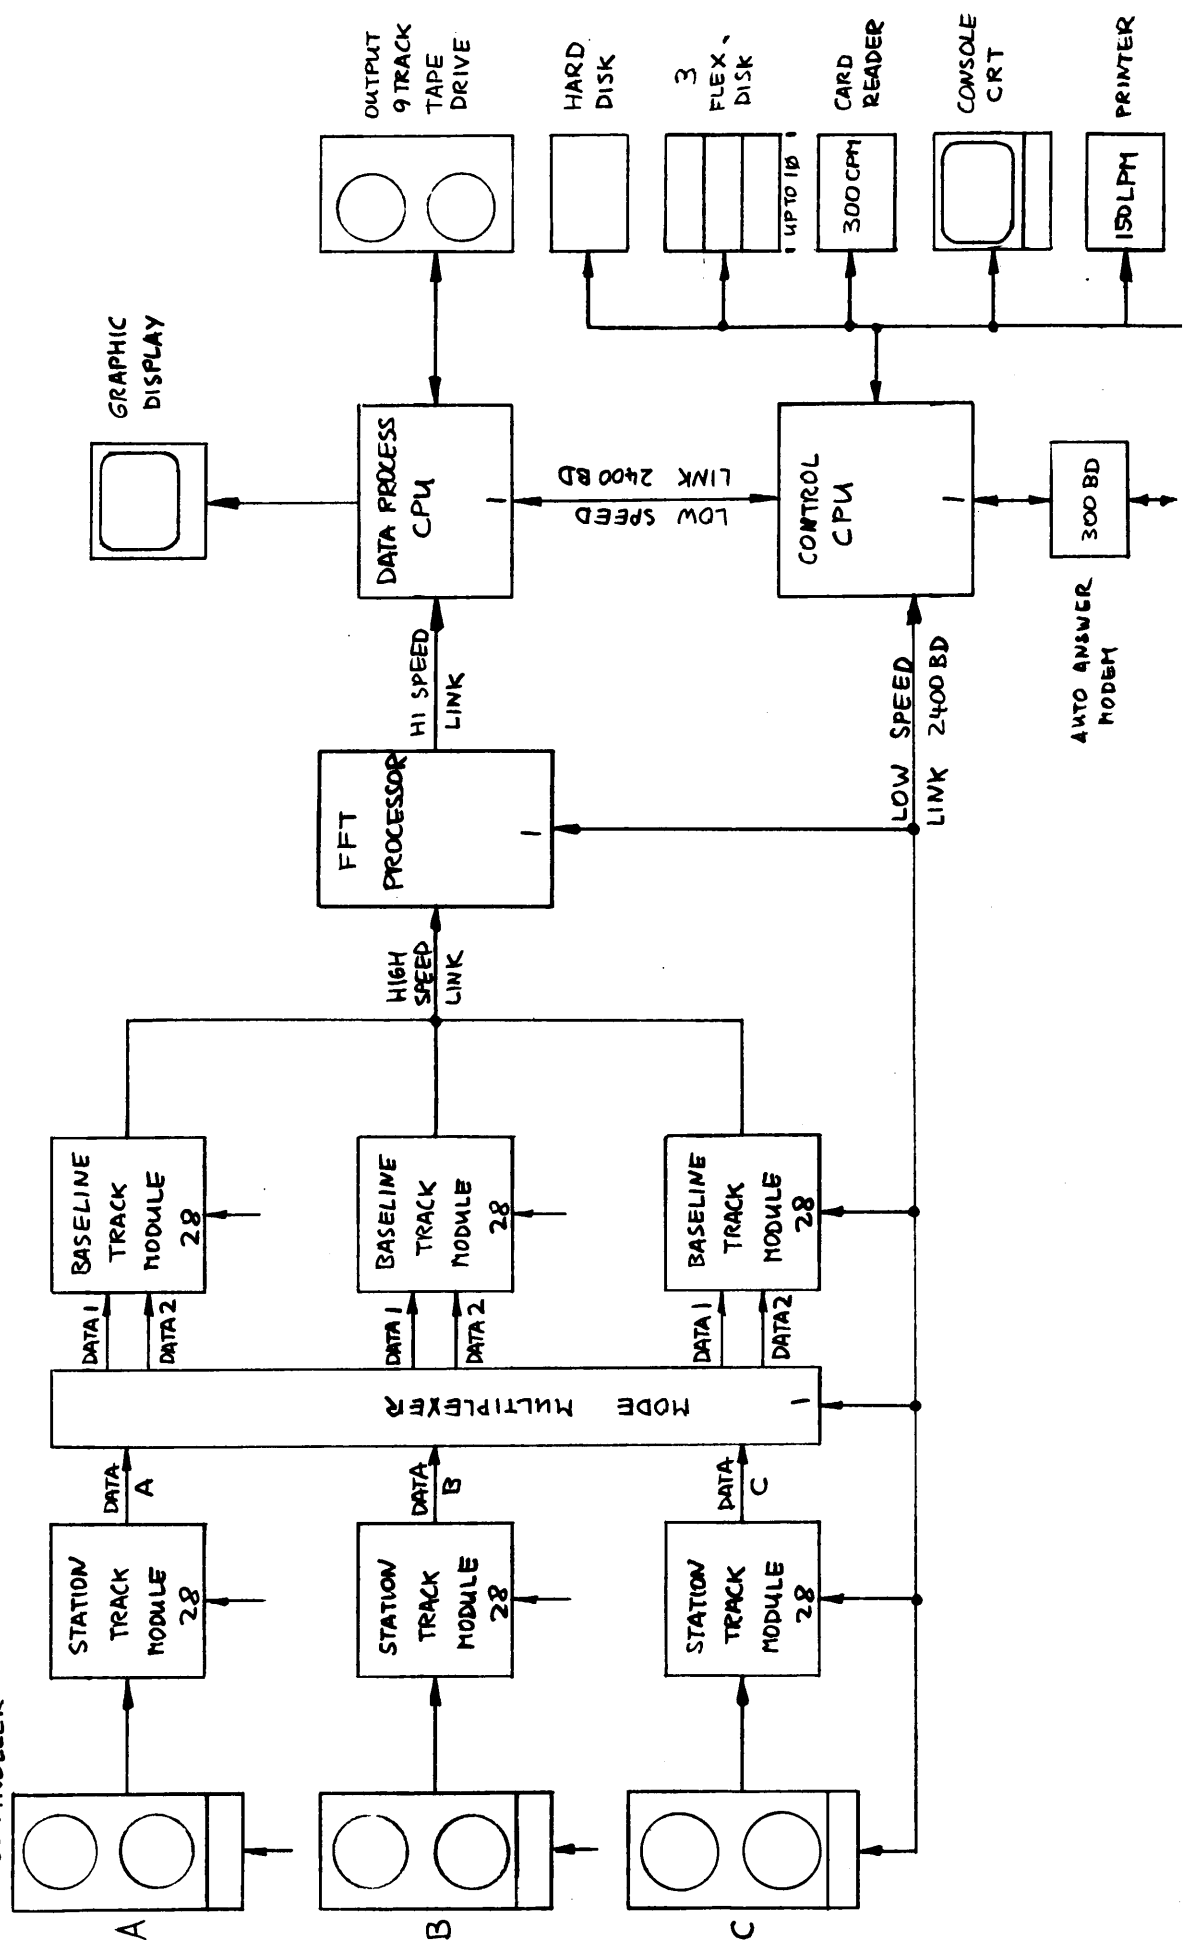 A
B
C
STATION
TRACK
MODULE
28
STATION
TRACK
MODULE
28
STATION
TRACK
MODULE
28
DATA
A
DATA
B
DATA
C
MODE MULTIPLEXER
1
DATA 1
DATA 2
DATA 1
DATA 2
DATA 1
DATA 2
BASELINE
TRACK
MODULE
28
BASELINE
TRACK
MODULE
28
BASELINE
TRACK
MODULE
28
HIGH
SPEED
LINK
FFT
PROCESSOR
1
HI SPEED
LINK
LOW SPEED
LINK 2400 BD
GRAPHIC
DISPLAY
DATA PROCESS
CPU
1
LOW SPEED
LINK 2400 BD
CONTROL
CPU
1
AUTO ANSWER
MODEM
300 BD
OUTPUT
9 TRACK
TAPE
DRIVE
HARD
DISK
3
FLEX.
DISK
UP TO 10
CARD
READER
300 CPM
CONSOLE
CRT
PRINTER
150 LPM